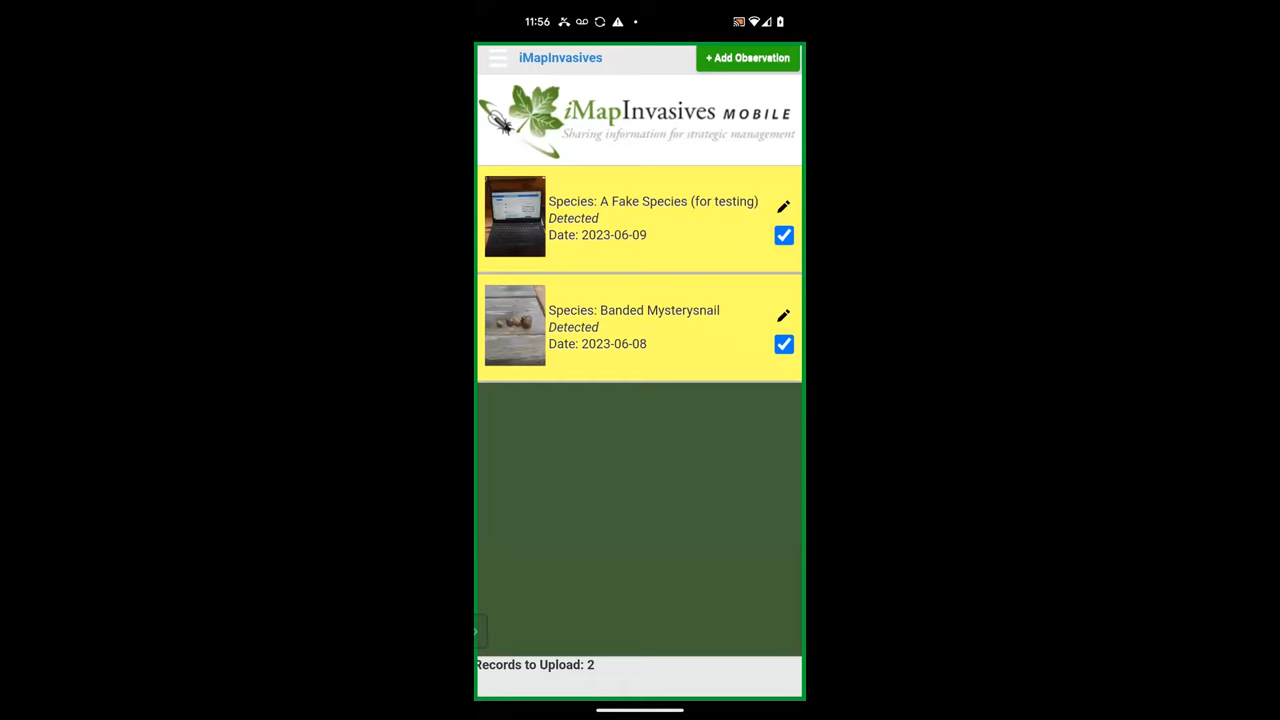 11:56
iMapInvasives
+ Add Observation
iMapInvasives MOBILE
Sharing information for strategic management
Species: A Fake Species (for testing)
Detected
Date: 2023-06-09
Species: Banded Mysterysnail
Detected
Date: 2023-06-08
Records to Upload: 2